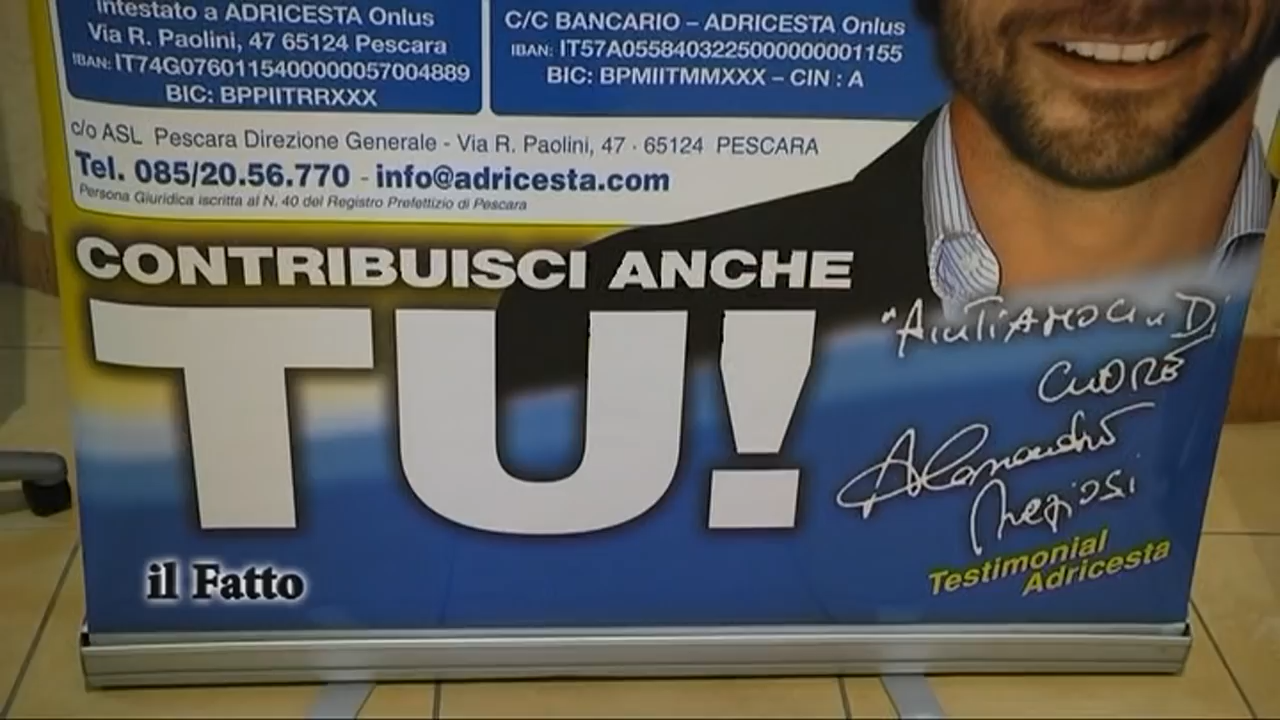 intestato a ADRICESTA Onlus
Via R. Paolini, 47 65124 Pescara
IBAN: IT74G0760115400000057004889
BIC: BPPIITRRXXX
C/C BANCARIO – ADRICESTA Onlus
IBAN: IT57A0558403225000000001155
BIC: BPMIITMMXXX – CIN : A
c/o ASL Pescara Direzione Generale - Via R. Paolini, 47 - 65124 PESCARA
Tel. 085/20.56.770 - info@adricesta.com
Persona Giuridica iscritta al N. 40 del Registro Prefettizio di Pescara
CONTRIBUISCI ANCHE
TU!
"AIUTIAMOCI" DI
CUORE
Alessandro
Testimonial
Adricesta
il Fatto